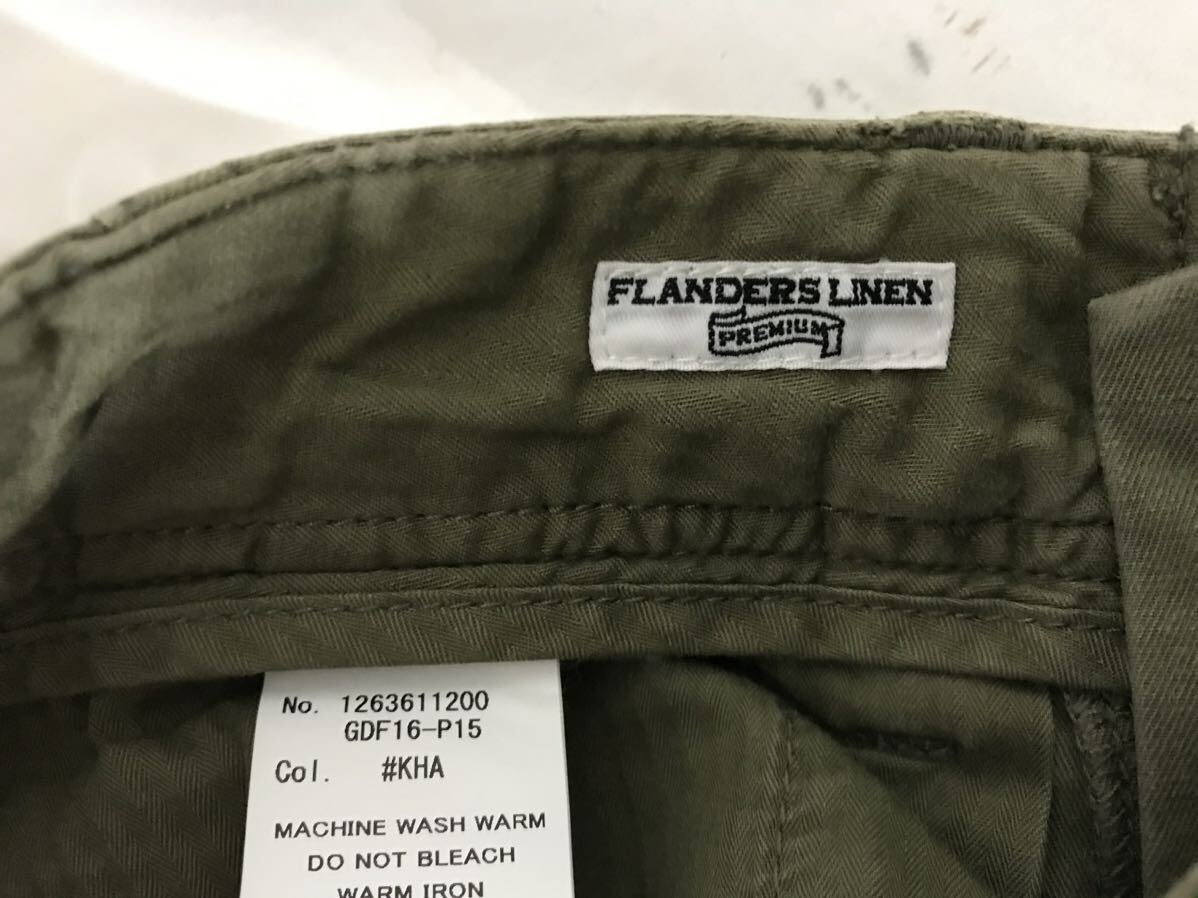 FLANDERS LINEN
PREMIUM
No. 1263611200
GDF16-P15
Col. #KHA
MACHINE WASH WARM
DO NOT BLEACH
WARM IRON